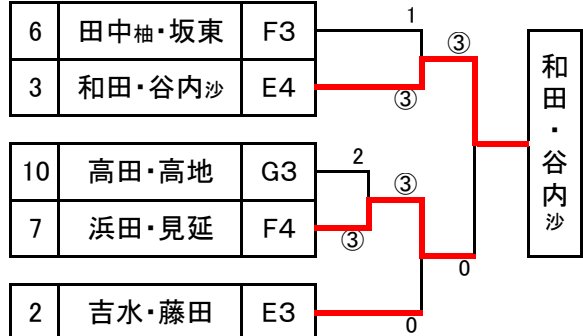 6 田中柚・坂東 F3
3 和田・谷内沙 E4
10 高田・高地 G3
7 浜田・見延 F4
2 吉水・藤田 E3
1
③
③
2
③
③
0
0
和田・谷内沙